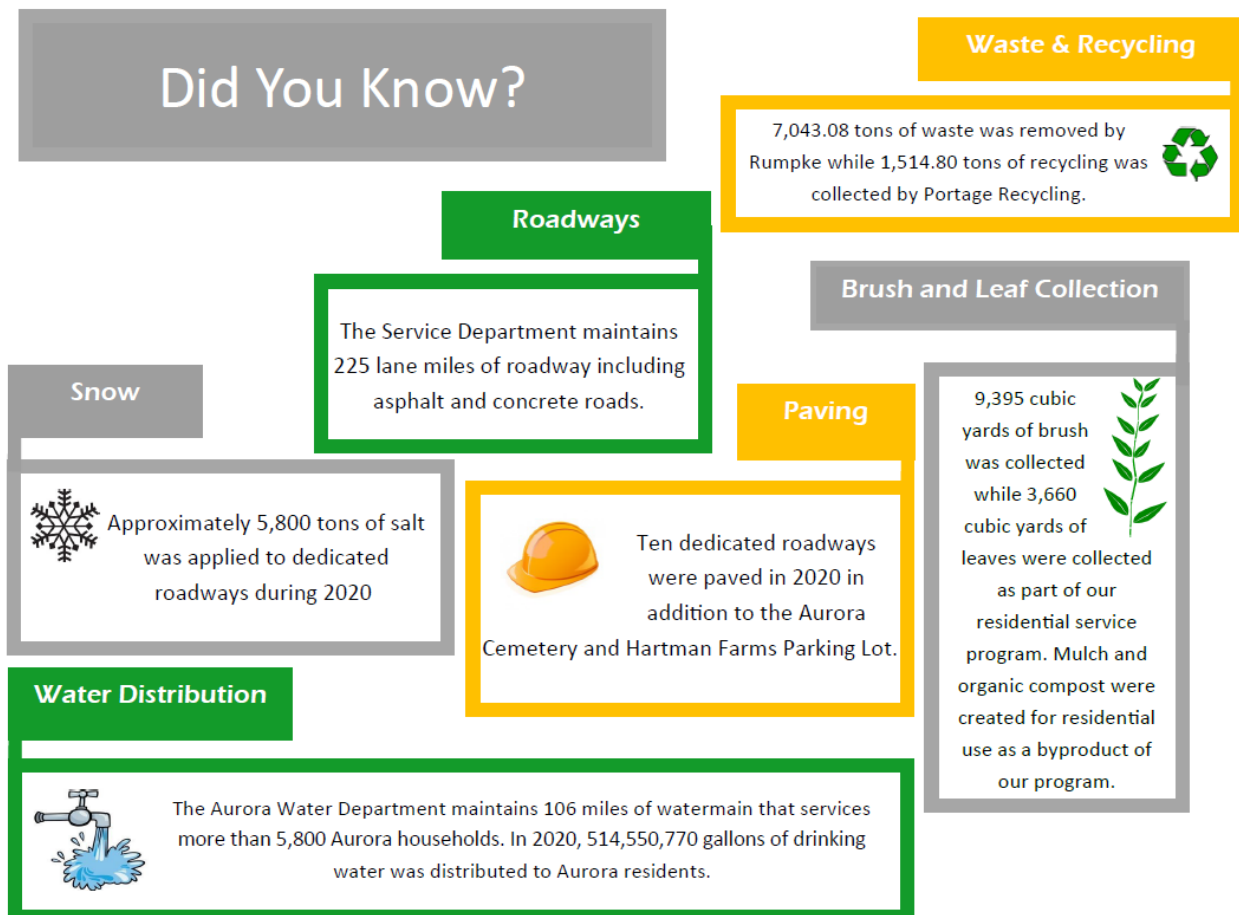 Did You Know?
Waste & Recycling
7,043.08 tons of waste was removed by
Rumpke while 1,514.80 tons of recycling was
collected by Portage Recycling.
Roadways
The Service Department maintains
225 lane miles of roadway including
asphalt and concrete roads.
Brush and Leaf Collection
9,395 cubic
yards of brush
was collected
while 3,660
cubic yards of
leaves were collected
as part of our
residential service
program. Mulch and
organic compost were
created for residential
use as a byproduct of
our program.
Snow
Approximately 5,800 tons of salt
was applied to dedicated
roadways during 2020
Paving
Ten dedicated roadways
were paved in 2020 in
addition to the Aurora
Cemetery and Hartman Farms Parking Lot.
Water Distribution
The Aurora Water Department maintains 106 miles of watermain that services
more than 5,800 Aurora households. In 2020, 514,550,770 gallons of drinking
water was distributed to Aurora residents.